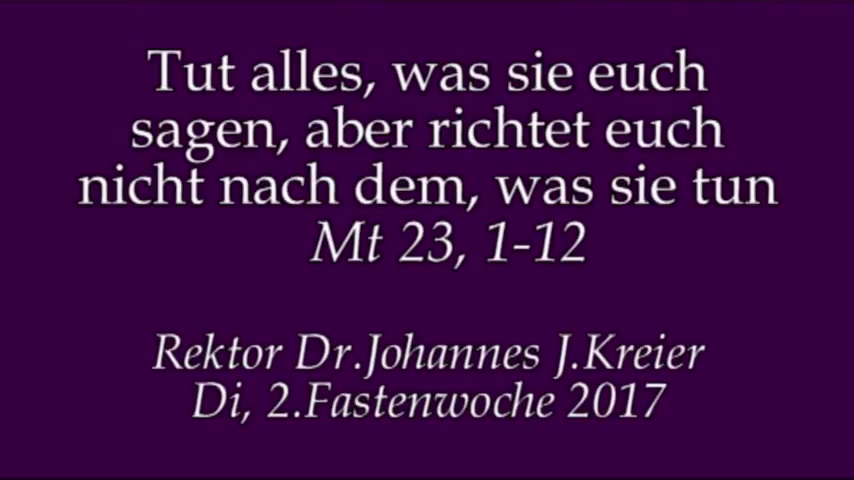 Tut alles, was sie euch
sagen, aber richtet euch
nicht nach dem, was sie tun
Mt 23, 1-12
Rektor Dr.Johannes J.Kreier
Di, 2.Fastenwoche 2017